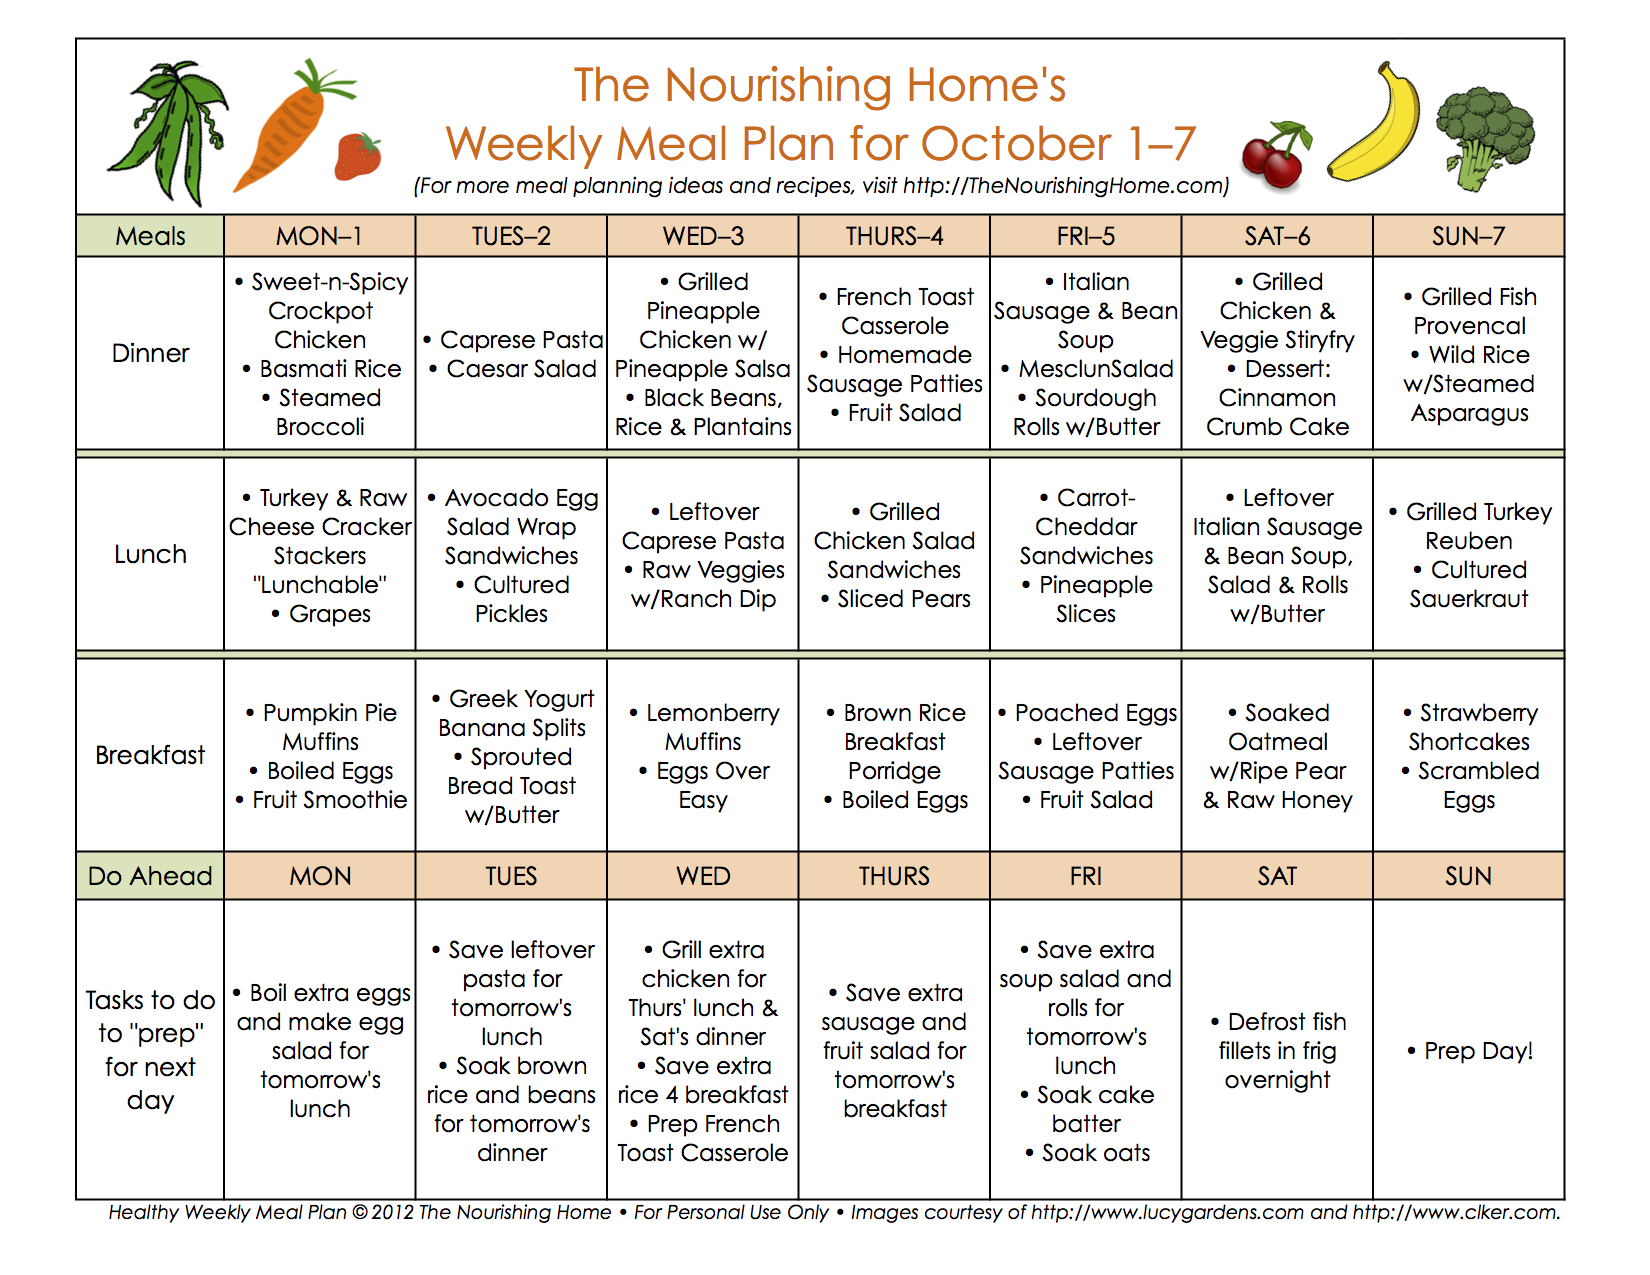 The Nourishing Home's
Weekly Meal Plan for October 1–7
(For more meal planning ideas and recipes, visit http://TheNourishingHome.com)
Meals
MON–1
TUES–2
WED–3
THURS–4
FRI–5
SAT–6
SUN–7
Dinner
• Sweet-n-Spicy
Crockpot
Chicken
• Basmati Rice
• Steamed
Broccoli
• Caprese Pasta
• Caesar Salad
• Grilled
Pineapple
Chicken w/
Pineapple Salsa
• Black Beans,
Rice & Plantains
• French Toast
Casserole
• Homemade
Sausage Patties
• Fruit Salad
• Italian
Sausage & Bean
Soup
• MesclunSalad
• Sourdough
Rolls w/Butter
• Grilled
Chicken &
Veggie Stiryfry
• Dessert:
Cinnamon
Crumb Cake
• Grilled Fish
Provencal
• Wild Rice
w/Steamed
Asparagus
Lunch
• Turkey & Raw
Cheese Cracker
Stackers
"Lunchable"
• Grapes
• Avocado Egg
Salad Wrap
Sandwiches
• Cultured
Pickles
• Leftover
Caprese Pasta
• Raw Veggies
w/Ranch Dip
• Grilled
Chicken Salad
Sandwiches
• Sliced Pears
• Carrot-
Cheddar
Sandwiches
• Pineapple
Slices
• Leftover
Italian Sausage
& Bean Soup,
Salad & Rolls
w/Butter
• Grilled Turkey
Reuben
• Cultured
Sauerkraut
Breakfast
• Pumpkin Pie
Muffins
• Boiled Eggs
• Fruit Smoothie
• Greek Yogurt
Banana Splits
• Sprouted
Bread Toast
w/Butter
• Lemonberry
Muffins
• Eggs Over
Easy
• Brown Rice
Breakfast
Porridge
• Boiled Eggs
• Poached Eggs
• Leftover
Sausage Patties
• Fruit Salad
• Soaked
Oatmeal
w/Ripe Pear
& Raw Honey
• Strawberry
Shortcakes
• Scrambled
Eggs
Do Ahead
MON
TUES
WED
THURS
FRI
SAT
SUN
Tasks to do
to "prep"
for next
day
• Boil extra eggs
and make egg
salad for
tomorrow's
lunch
• Save leftover
pasta for
tomorrow's
lunch
• Soak brown
rice and beans
for tomorrow's
dinner
• Grill extra
chicken for
Thurs' lunch &
Sat's dinner
• Save extra
rice 4 breakfast
• Prep French
Toast Casserole
• Save extra
sausage and
fruit salad for
tomorrow's
breakfast
• Save extra
soup salad and
rolls for
tomorrow's
lunch
• Soak cake
batter
• Soak oats
• Defrost fish
fillets in frig
overnight
• Prep Day!
Healthy Weekly Meal Plan © 2012 The Nourishing Home • For Personal Use Only • Images courtesy of http://www.lucygardens.com and http://www.clker.com.